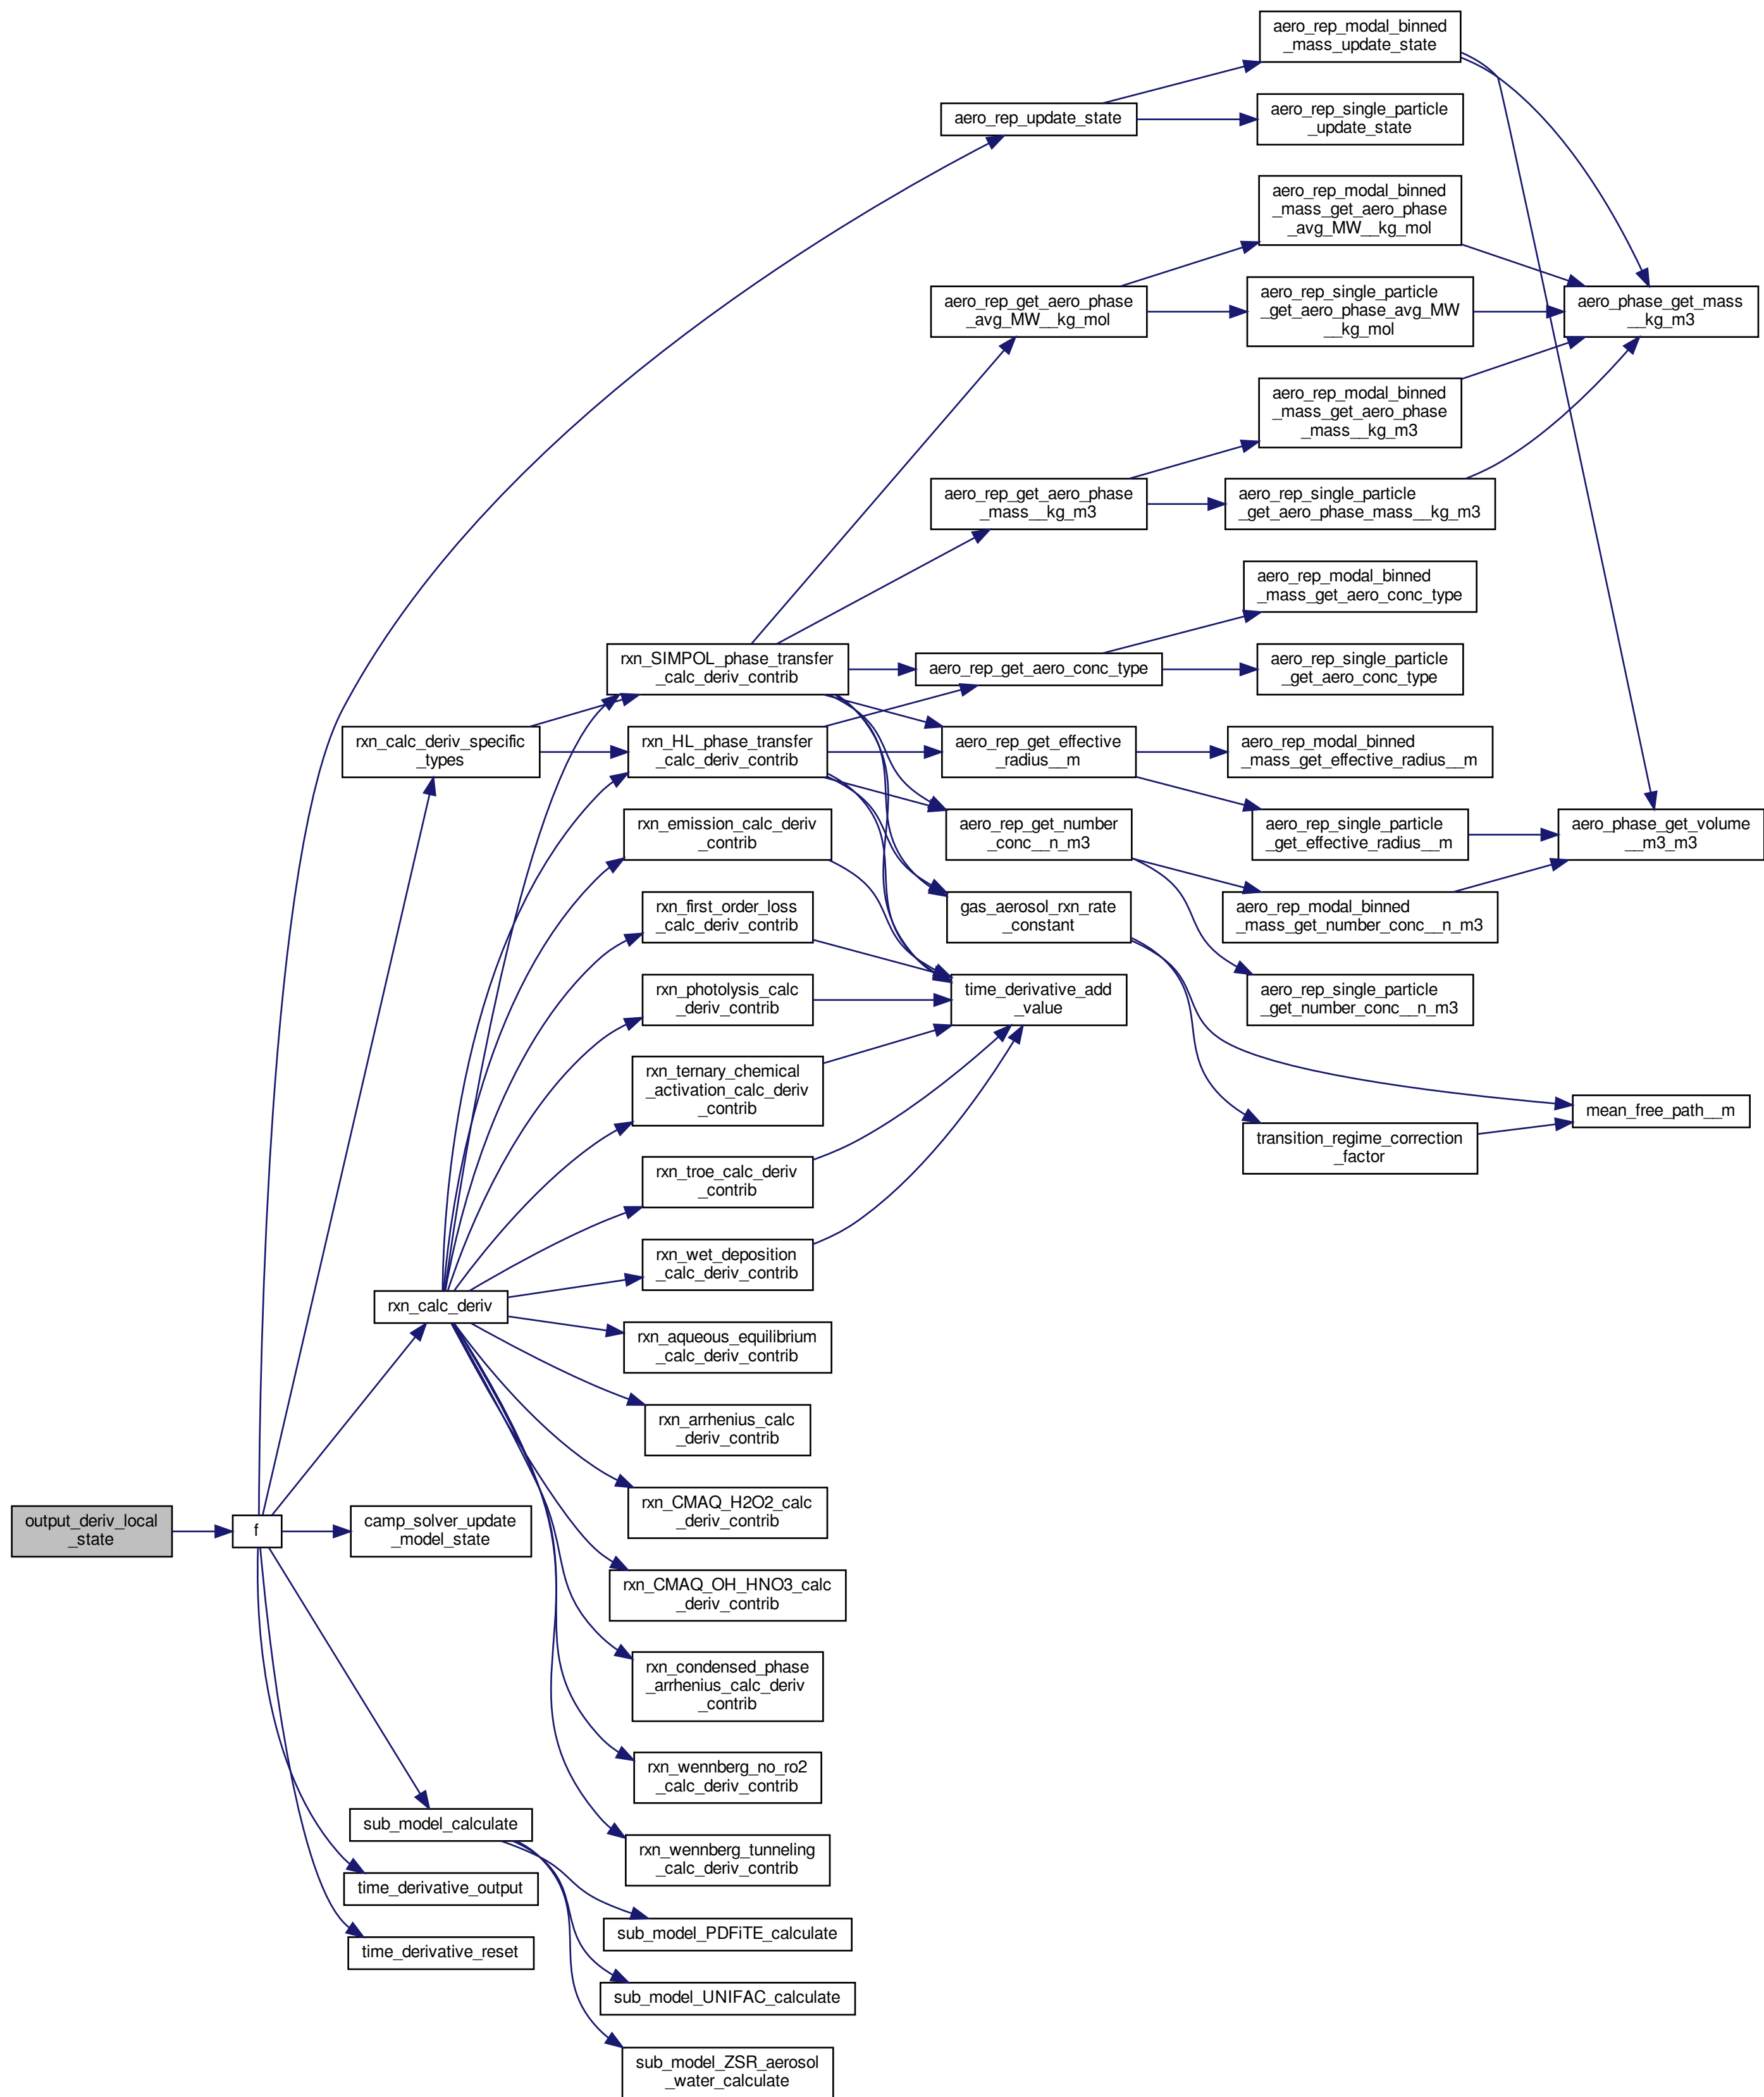 aero_rep_modal_binned
_mass_update_state
aero_rep_update_state
aero_rep_single_particle
_update_state
aero_rep_modal_binned
_mass_get_aero_phase
_avg_MW__kg_mol
aero_rep_get_aero_phase
_avg_MW__kg_mol
aero_rep_single_particle
_get_aero_phase_avg_MW
__kg_mol
aero_phase_get_mass
__kg_m3
aero_rep_modal_binned
_mass_get_aero_phase
_mass__kg_m3
aero_rep_get_aero_phase
_mass__kg_m3
aero_rep_single_particle
_get_aero_phase_mass__kg_m3
aero_rep_modal_binned
_mass_get_aero_conc_type
rxn_SIMPOL_phase_transfer
_calc_deriv_contrib
aero_rep_get_aero_conc_type
aero_rep_single_particle
_get_aero_conc_type
rxn_calc_deriv_specific
_types
rxn_HL_phase_transfer
_calc_deriv_contrib
aero_rep_get_effective
_radius__m
aero_rep_modal_binned
_mass_get_effective_radius__m
rxn_emission_calc_deriv
_contrib
aero_rep_get_number
_conc__n_m3
aero_rep_single_particle
_get_effective_radius__m
aero_phase_get_volume
__m3_m3
rxn_first_order_loss
_calc_deriv_contrib
gas_aerosol_rxn_rate
_constant
aero_rep_modal_binned
_mass_get_number_conc__n_m3
rxn_photolysis_calc
_deriv_contrib
time_derivative_add
_value
aero_rep_single_particle
_get_number_conc__n_m3
rxn_ternary_chemical
_activation_calc_deriv
_contrib
mean_free_path__m
transition_regime_correction
_factor
rxn_troe_calc_deriv
_contrib
rxn_wet_deposition
_calc_deriv_contrib
rxn_calc_deriv
rxn_aqueous_equilibrium
_calc_deriv_contrib
rxn_arrhenius_calc
_deriv_contrib
rxn_CMAQ_H2O2_calc
_deriv_contrib
output_deriv_local
_state
f
camp_solver_update
_model_state
rxn_CMAQ_OH_HNO3_calc
_deriv_contrib
rxn_condensed_phase
_arrhenius_calc_deriv
_contrib
rxn_wennberg_no_ro2
_calc_deriv_contrib
sub_model_calculate
rxn_wennberg_tunneling
_calc_deriv_contrib
time_derivative_output
sub_model_PDFiTE_calculate
time_derivative_reset
sub_model_UNIFAC_calculate
sub_model_ZSR_aerosol
_water_calculate